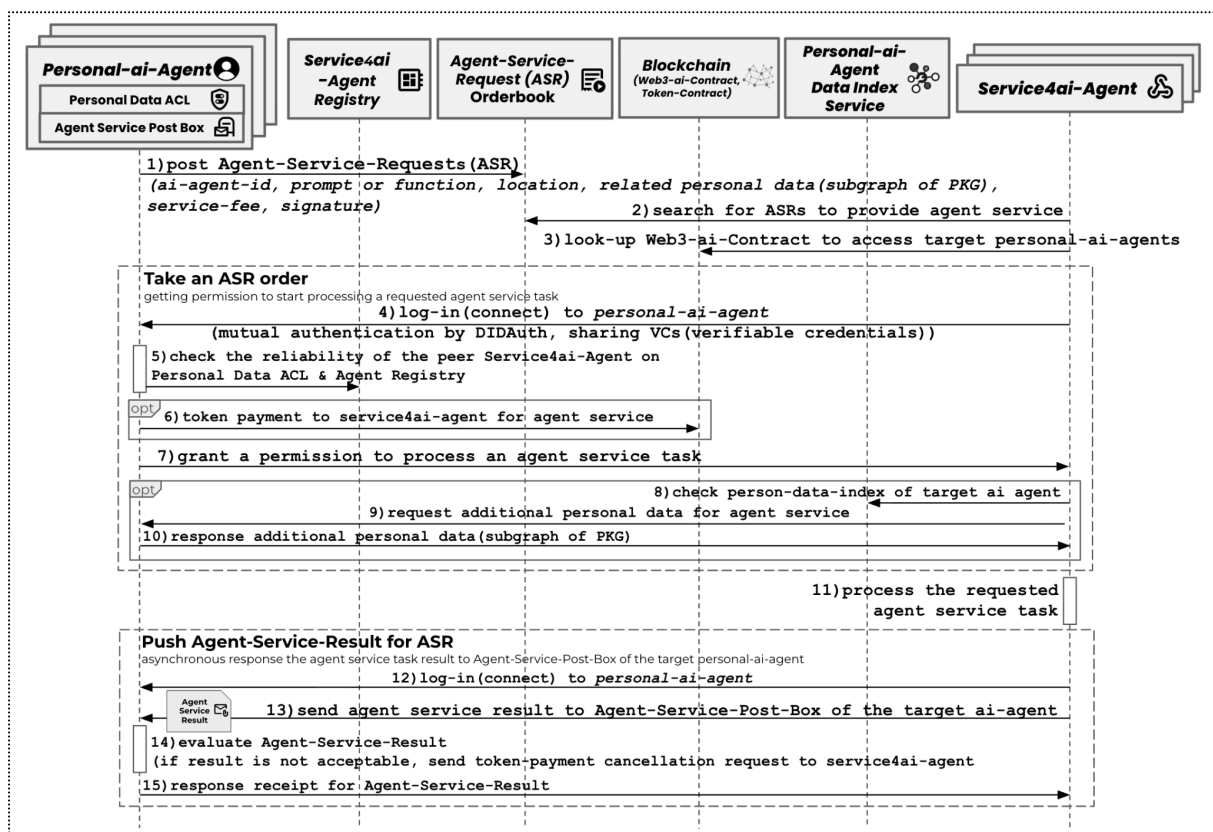 Personal-ai-Agent
Personal Data ACL
Agent Service Post Box
Service4ai
-Agent
Registry
Agent-Service-
Request (ASR)
Orderbook
Blockchain
(Web3-ai-Contract,
Token-Contract)
Personal-ai-
Agent
Data Index
Service
Service4ai-Agent
1)post Agent-Service-Requests(ASR)
(ai-agent-id, prompt or function, location, related personal data(subgraph of PKG),
service-fee, signature)
2)search for ASRs to provide agent service
3)look-up Web3-ai-Contract to access target personal-ai-agents
Take an ASR order
getting permission to start processing a requested agent service task
4)log-in(connect) to personal-ai-agent
(mutual authentication by DIDAuth, sharing VCs(verifiable credentials))
5)check the reliability of the peer Service4ai-Agent on
Personal Data ACL & Agent Registry
opt
6)token payment to service4ai-agent for agent service
7)grant a permission to process an agent service task
opt
8)check person-data-index of target ai agent
9)request additional personal data for agent service
10)response additional personal data(subgraph of PKG)
11)process the requested
agent service task
Push Agent-Service-Result for ASR
asynchronous response the agent service task result to Agent-Service-Post-Box of the target personal-ai-agent
12)log-in(connect) to personal-ai-agent
Agent
Service
Result
13)send agent service result to Agent-Service-Post-Box of the target ai-agent
14)evaluate Agent-Service-Result
(if result is not acceptable, send token-payment cancellation request to service4ai-agent
15)response receipt for Agent-Service-Result